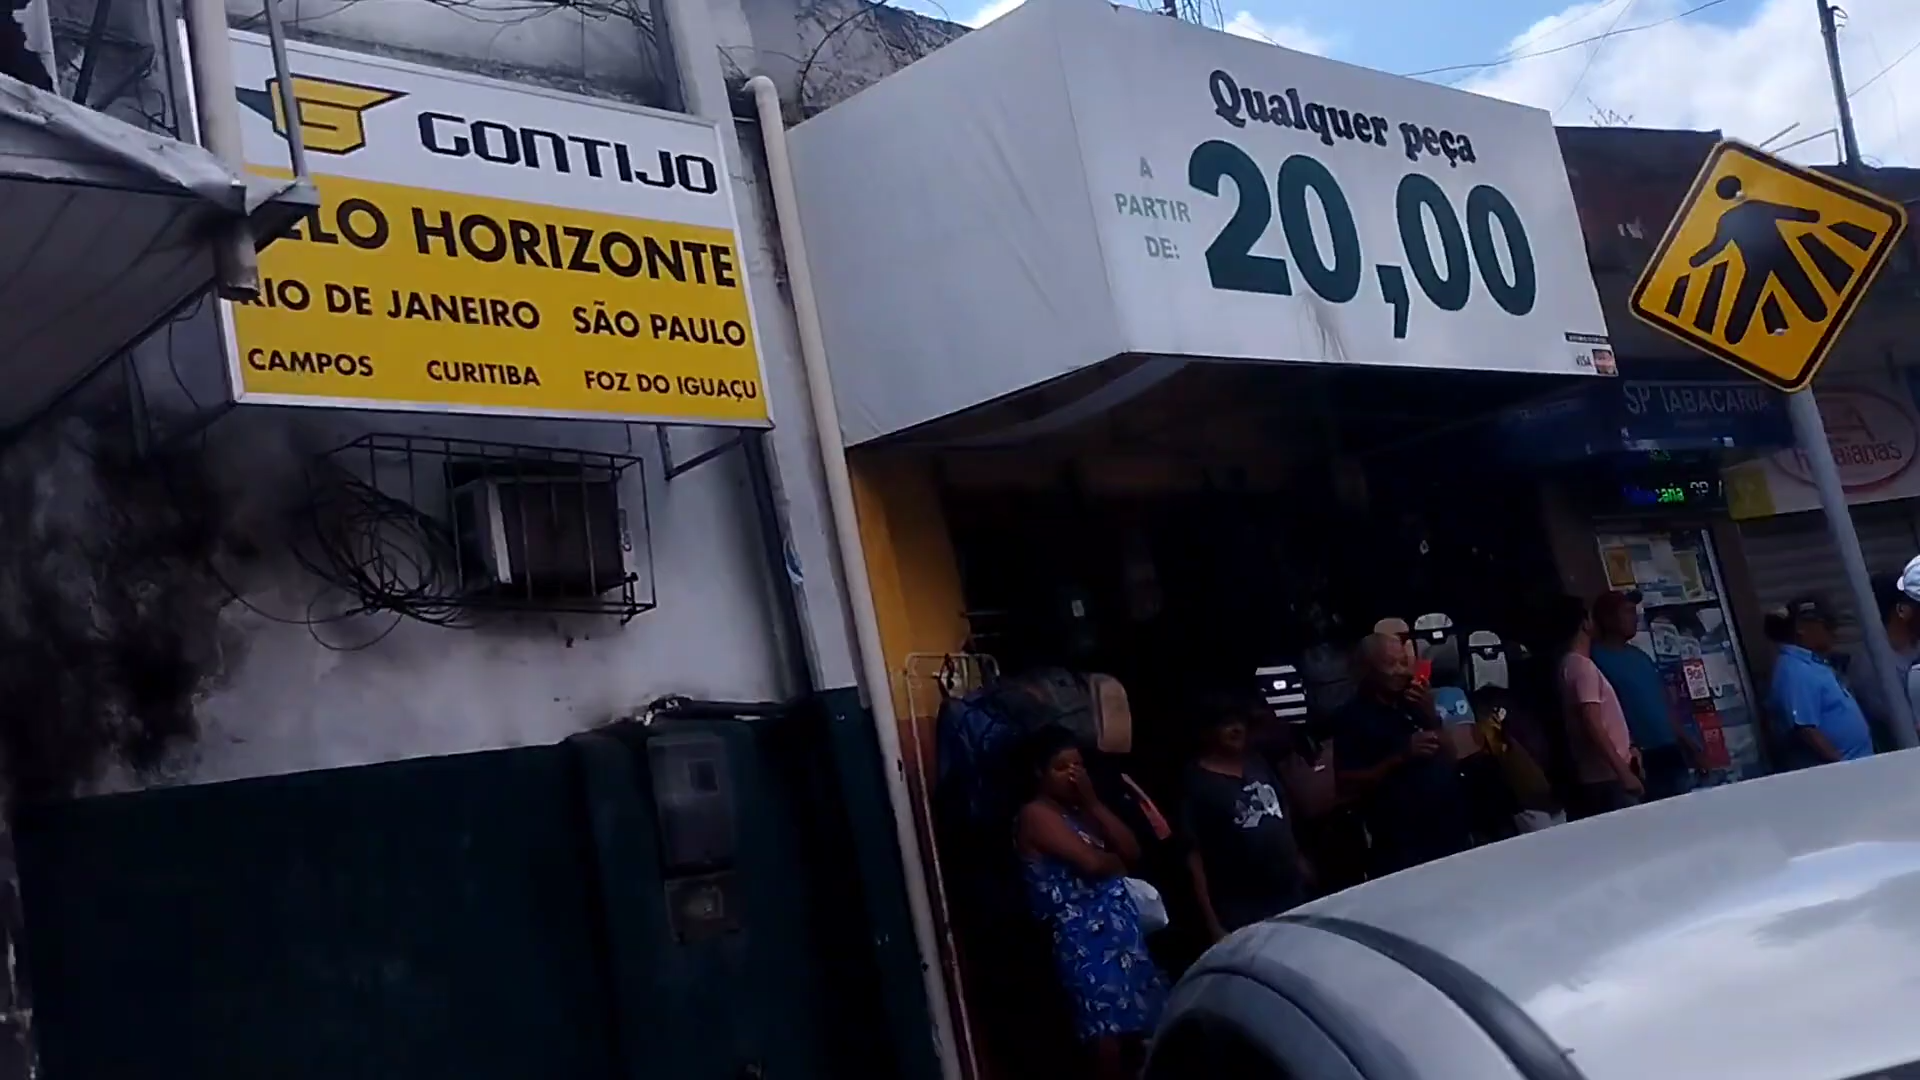 GONTIJO
ELO HORIZONTE
RIO DE JANEIRO SÃO PAULO
CAMPOS CURITIBA FOZ DO IGUAÇU
Qualquer peça
A
PARTIR
DE:
20,00
VISA
SP TABACARIA